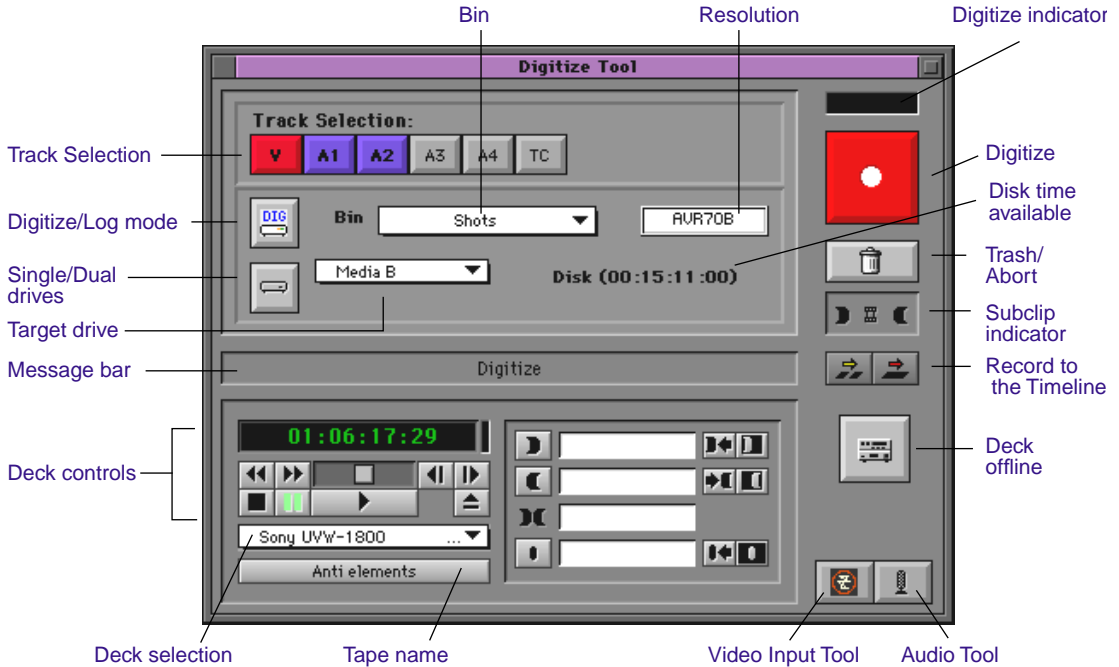 Bin
Resolution
Digitize indicator
Digitize Tool
Track Selection:
Track Selection
V A1 A2 A3 A4 TC
Digitize
Digitize/Log mode
DIG
Bin
Shots
AVR70B
Disk time
available
Single/Dual
drives
Media B
Disk (00:15:11:00)
Trash/
Abort
Target drive
Subclip
indicator
Message bar
Digitize
Record to
the Timeline
01:06:17:29
Deck controls
Deck
offline
Sony UVW-1800 ...
Anti elements
Deck selection
Tape name
Video Input Tool
Audio Tool